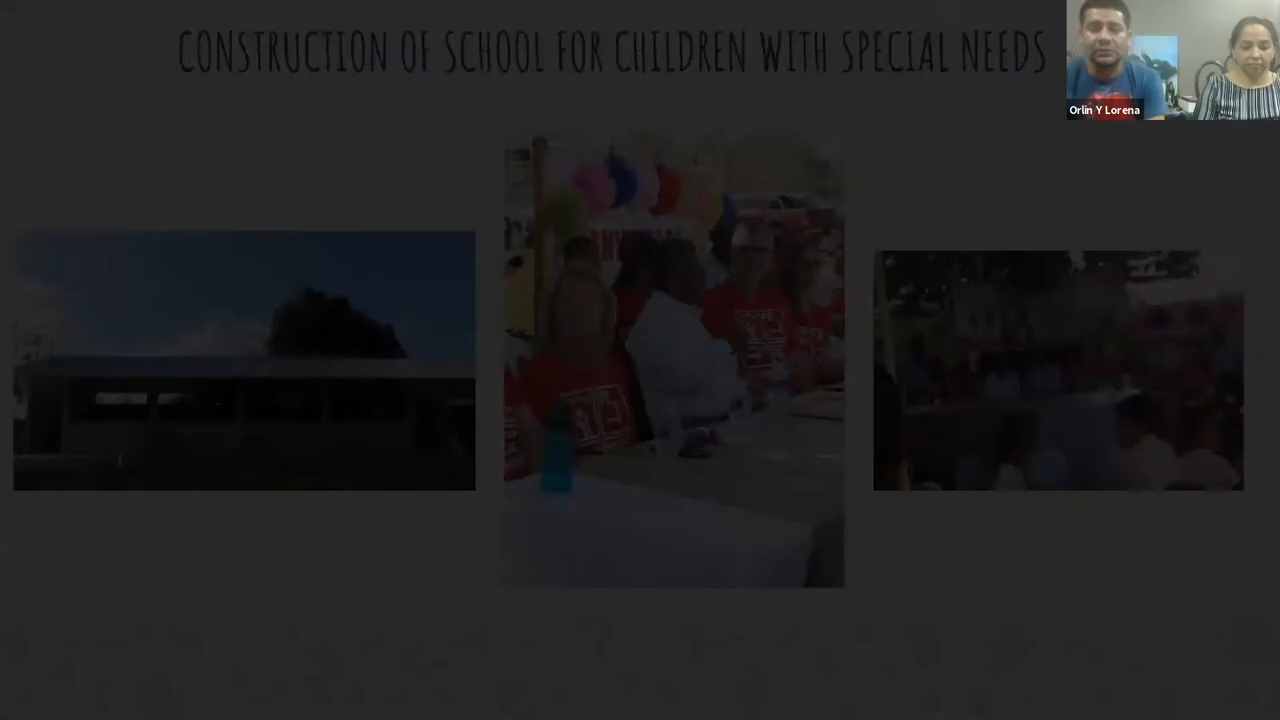 CONSTRUCTION OF SCHOOL FOR CHILDREN WITH SPECIAL NEEDS
Orlin Y Lorena